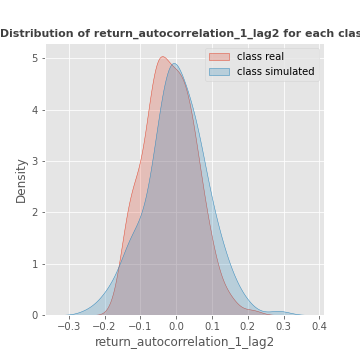 Distribution of return_autocorrelation_1_lag2 for each clas
class real
class simulated
5
4
3
2
1
0
Density
−0.3 −0.2 −0.1 0.0 0.1 0.2 0.3 0.4
return_autocorrelation_1_lag2